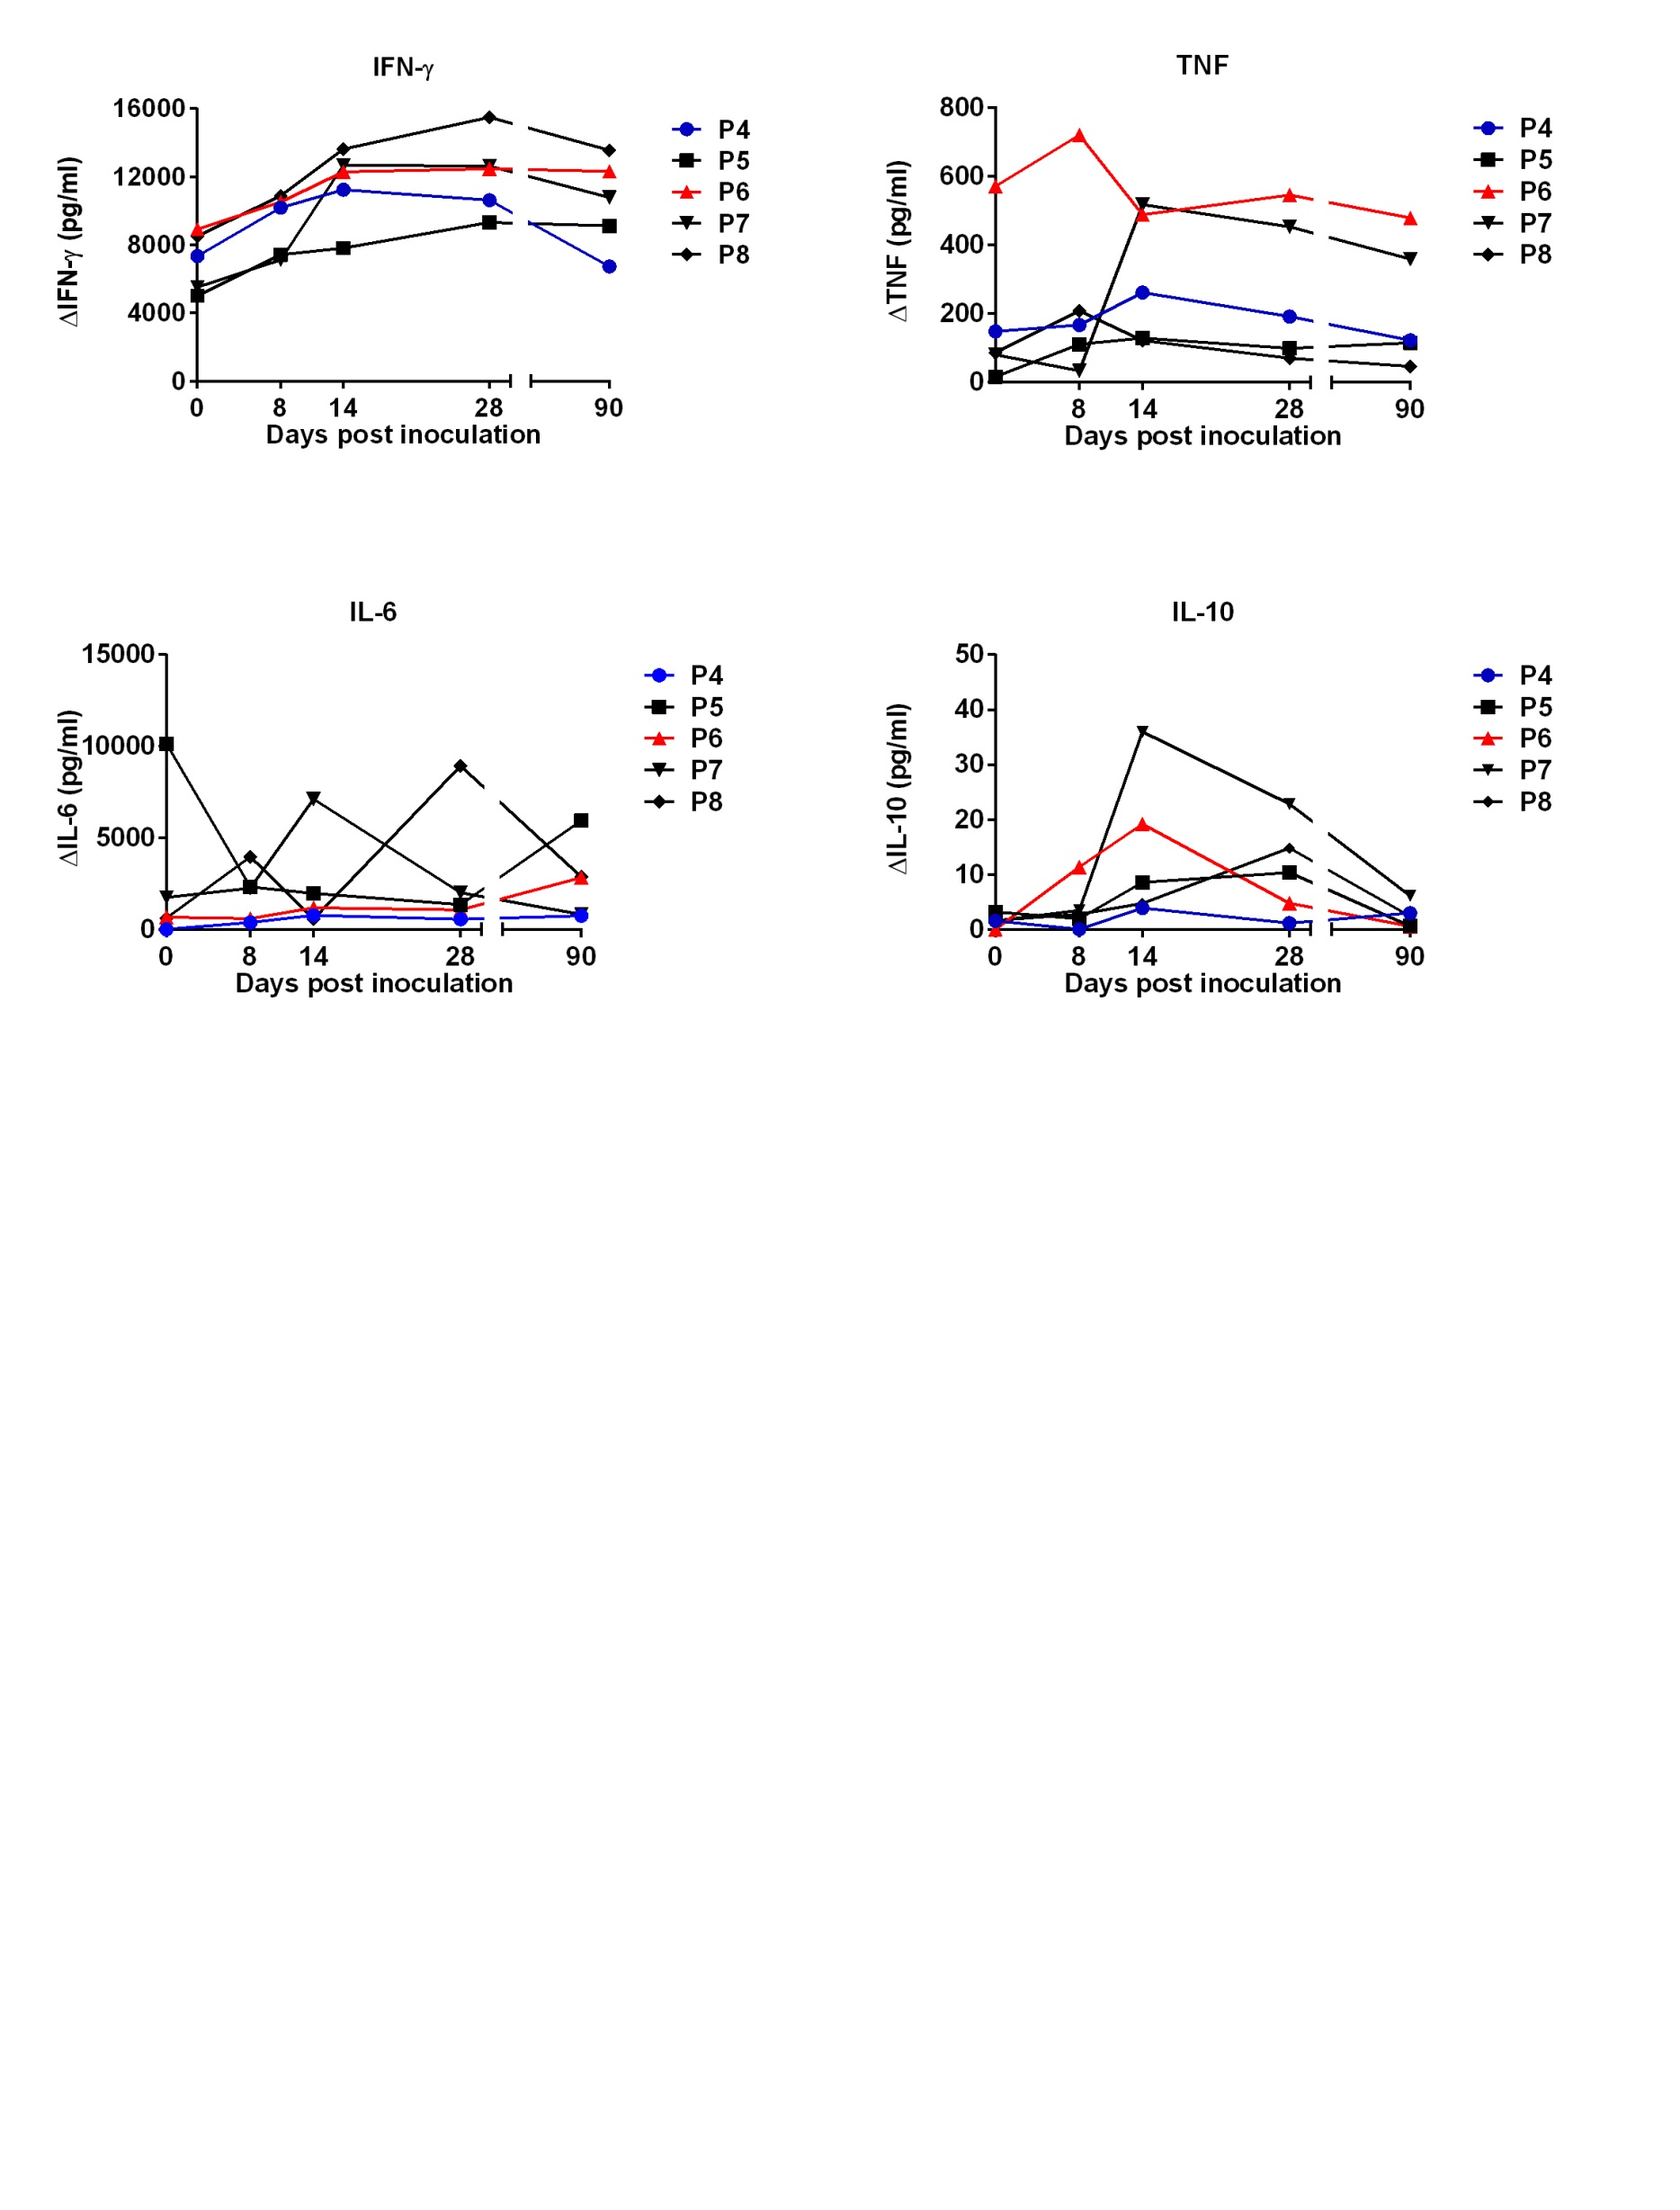 IFN-γ
ΔIFN-γ (pg/ml)
16000
12000
8000
4000
0
0 8 14 28 90
Days post inoculation
P4
P5
P6
P7
P8
TNF
ΔTNF (pg/ml)
800
600
400
200
0
8 14 28 90
Days post inoculation
P4
P5
P6
P7
P8
IL-6
ΔIL-6 (pg/ml)
15000
10000
5000
0
0 8 14 28 90
Days post inoculation
P4
P5
P6
P7
P8
IL-10
ΔIL-10 (pg/ml)
50
40
30
20
10
0
0 8 14 28 90
Days post inoculation
P4
P5
P6
P7
P8